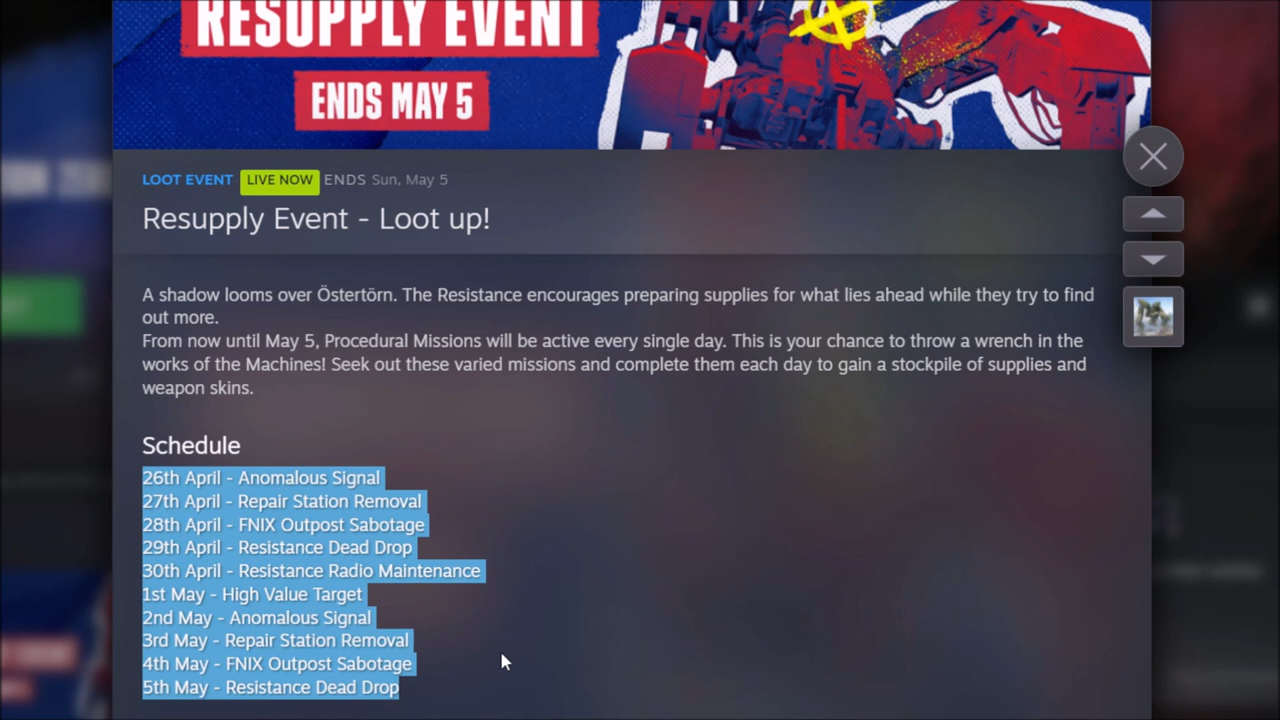 RESUPPLY EVENT
ENDS MAY 5
LOOT EVENT LIVE NOW ENDS Sun, May 5
Resupply Event - Loot up!
A shadow looms over Östertörn. The Resistance encourages preparing supplies for what lies ahead while they try to find
out more.
From now until May 5, Procedural Missions will be active every single day. This is your chance to throw a wrench in the
works of the Machines! Seek out these varied missions and complete them each day to gain a stockpile of supplies and
weapon skins.
Schedule
26th April - Anomalous Signal
27th April - Repair Station Removal
28th April - FNIX Outpost Sabotage
29th April - Resistance Dead Drop
30th April - Resistance Radio Maintenance
1st May - High Value Target
2nd May - Anomalous Signal
3rd May - Repair Station Removal
4th May - FNIX Outpost Sabotage
5th May - Resistance Dead Drop